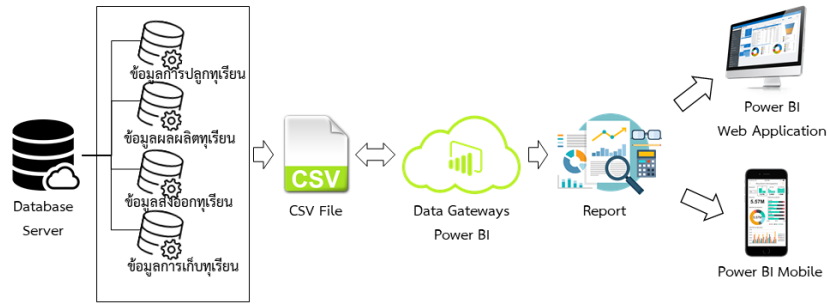 ข้อมูลการปลูกทุเรียน
ข้อมูลผลผลิตทุเรียน
ข้อมูลส่งออกทุเรียน
ข้อมูลการเก็บทุเรียน
Database
Server
CSV
CSV File
Data Gateways
Power BI
Report
Power BI
Web Application
5.57M
Power BI Mobile